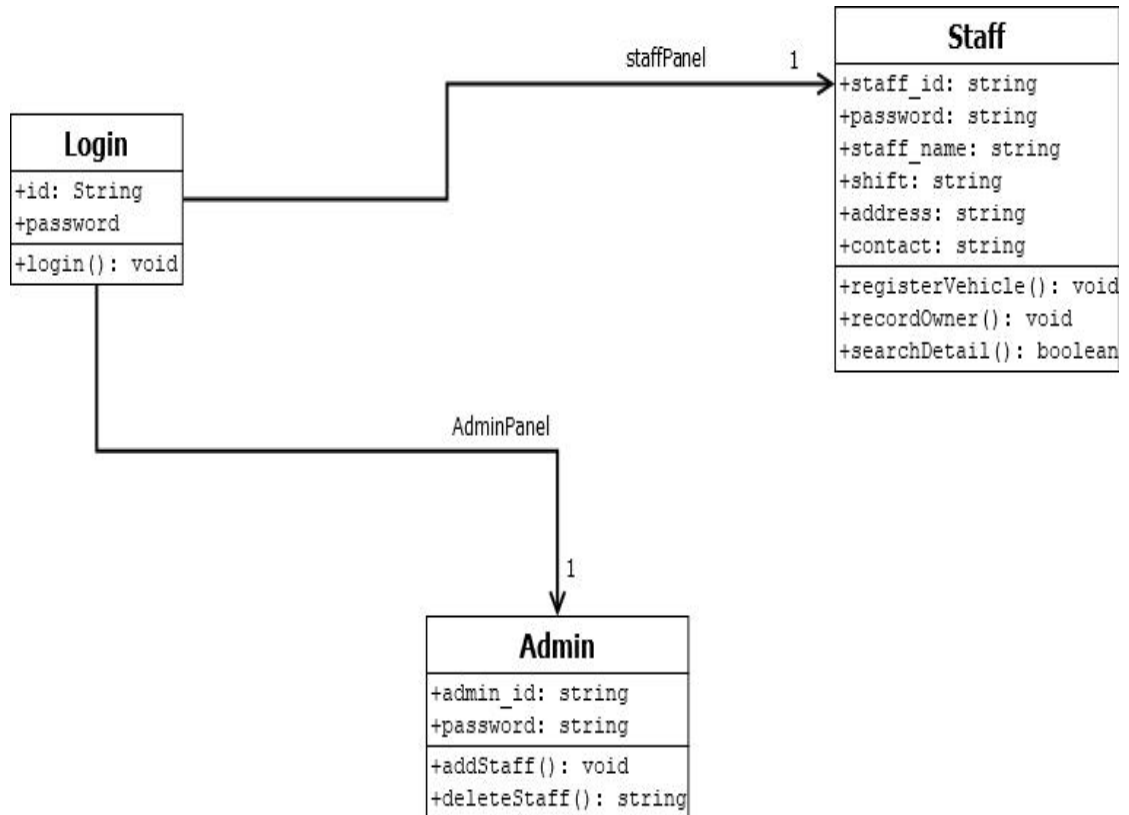 Login
+id: String
+password
+login(): void
staffPanel
1
Staff
+staff_id: string
+password: string
+staff_name: string
+shift: string
+address: string
+contact: string
+registerVehicle(): void
+recordOwner(): void
+searchDetail(): boolean
AdminPanel
1
Admin
+admin_id: string
+password: string
+addStaff(): void
+deleteStaff(): string